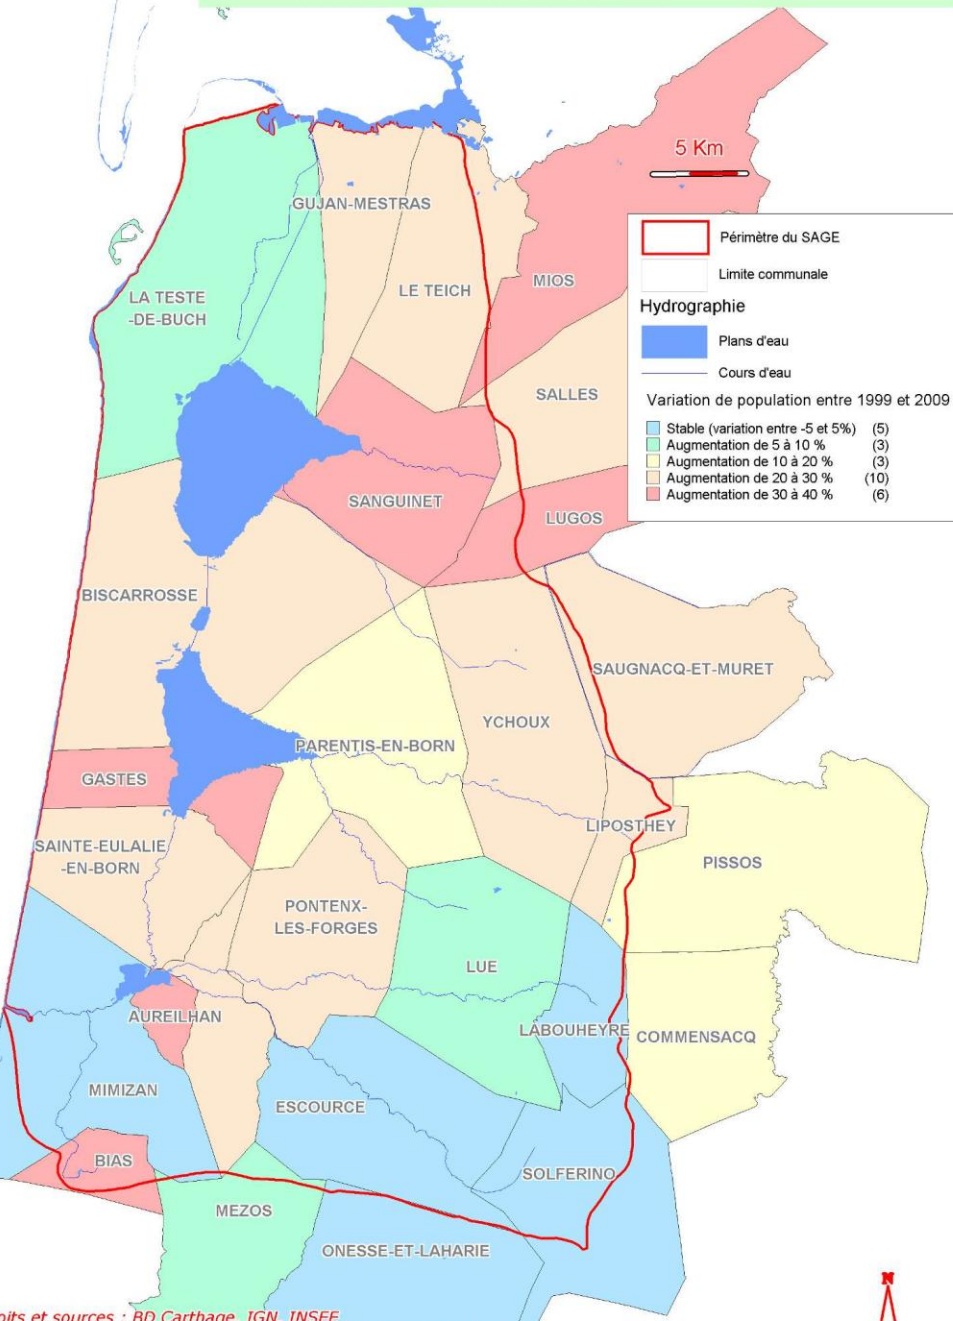 5 Km
Périmètre du SAGE
Limite communale
Hydrographie
Plans d'eau
Cours d'eau
Variation de population entre 1999 et 2009
Stable (variation entre -5 et 5%) (5)
Augmentation de 5 à 10 % (3)
Augmentation de 10 à 20 % (3)
Augmentation de 20 à 30 % (10)
Augmentation de 30 à 40 % (6)
GUJAN-MESTRAS
LE TEICH
MIOS
LA TESTE
-DE-BUCH
SALLES
SANGUINET
LUGOS
BISCARROSSE
SAUGNACQ-ET-MURET
YCHOUX
PARENTIS-EN-BORN
GASTES
LIPOSTHEY
SAINTE-EULALIE
-EN-BORN
PISSOS
PONTENX-
LES-FORGES
LUE
AUREILHAN
LABOUHEYRE
COMMENSACQ
MIMIZAN
ESCOURCE
BIAS
SOLFERINO
MEZOS
ONESSE-ET-LAHARIE
N
oits et sources : BD Carthage, IGN, INSEE